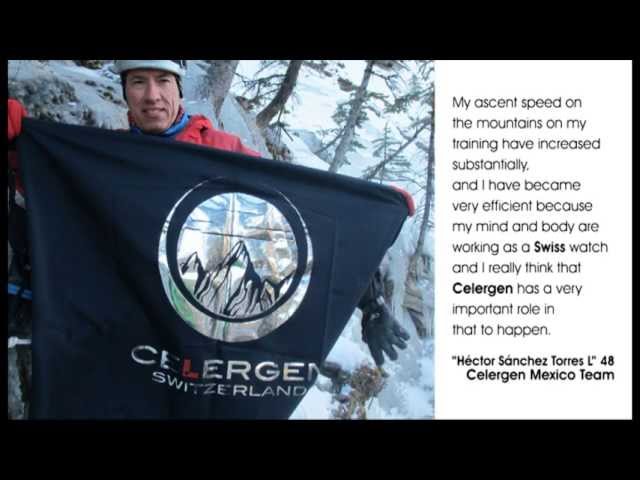 CELERGEN
SWITZERLAND
My ascent speed on
the mountains on my
training have increased
substantially,
and I have became
very efficient because
my mind and body are
working as a Swiss watch
and I really think that
Celergen has a very
important role in
that to happen.
"Héctor Sánchez Torres L" 48
Celergen Mexico Team